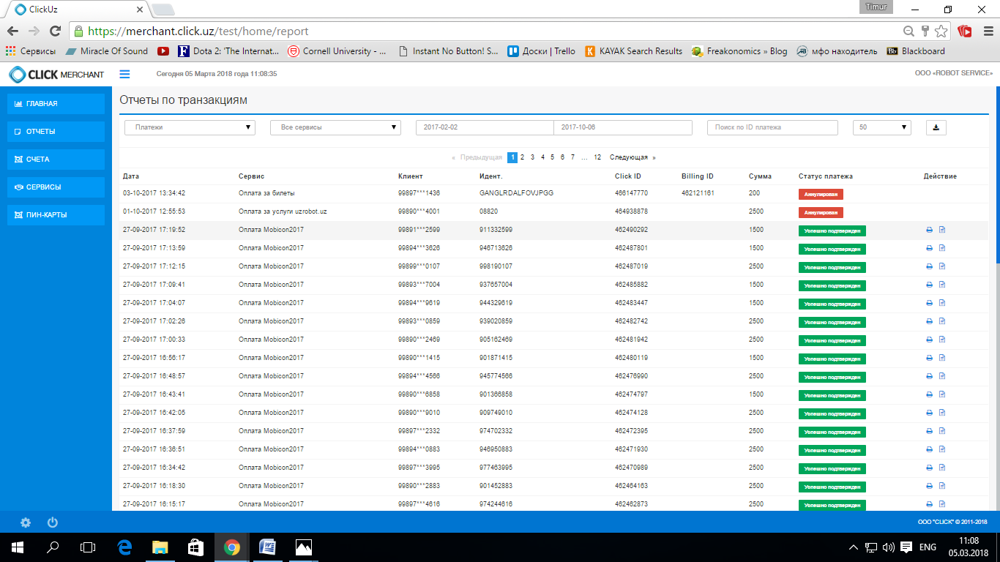 ClickUz
Timur
https://merchant.click.uz/test/home/report
Сервисы Miracle Of Sound Dota 2: 'The Internat... Cornell University - ... Instant No Button! S... Доски | Trello KAYAK Search Results Freakonomics » Blog мфо находитель Bb Blackboard
CLICK MERCHANT Сегодня 05 Марта 2018 года 11:08:35 ООО «ROBOT SERVICE»
ГЛАВНАЯ
ОТЧЕТЫ
СЧЕТА
СЕРВИСЫ
ПИН-КАРТЫ
Отчеты по транзакциям
Платежи Все сервисы 2017-02-02 2017-10-06 Поиск по ID платежа 50
« Предыдущая 1 2 3 4 5 6 7 ... 12 Следующая »
Дата Сервис Клиент Идент. Click ID Billing ID Сумма Статус платежа Действие
03-10-2017 13:34:42 Оплата за билеты 99897***1436 GANGLRDALFOVJPGG 466147770 462121161 200 Аннулирован
01-10-2017 12:55:53 Оплата за услуги uzrobot.uz 99890***4001 08820 464938878 2500 Аннулирован
27-09-2017 17:19:52 Оплата Mobicon2017 99891***2599 911332599 462490292 1500 Успешно подтвержден
27-09-2017 17:13:59 Оплата Mobicon2017 99894***3626 946713626 462487801 1500 Успешно подтвержден
27-09-2017 17:12:15 Оплата Mobicon2017 99899***0107 998190107 462487019 2500 Успешно подтвержден
27-09-2017 17:09:41 Оплата Mobicon2017 99893***7004 937657004 462485882 1500 Успешно подтвержден
27-09-2017 17:04:07 Оплата Mobicon2017 99894***9619 944329619 462483447 1500 Успешно подтвержден
27-09-2017 17:02:26 Оплата Mobicon2017 99893***0859 939020859 462482742 2500 Успешно подтвержден
27-09-2017 17:00:33 Оплата Mobicon2017 99890***2469 905162469 462481942 2500 Успешно подтвержден
27-09-2017 16:56:17 Оплата Mobicon2017 99890***1415 901871415 462480119 1500 Успешно подтвержден
27-09-2017 16:48:57 Оплата Mobicon2017 99894***4566 945774566 462476990 2500 Успешно подтвержден
27-09-2017 16:43:41 Оплата Mobicon2017 99890***6858 901366858 462474797 1500 Успешно подтвержден
27-09-2017 16:42:05 Оплата Mobicon2017 99890***9010 909749010 462474128 2500 Успешно подтвержден
27-09-2017 16:37:59 Оплата Mobicon2017 99897***2332 974702332 462472395 2500 Успешно подтвержден
27-09-2017 16:36:51 Оплата Mobicon2017 99894***0883 946950883 462471930 2500 Успешно подтвержден
27-09-2017 16:34:42 Оплата Mobicon2017 99897***3995 977463995 462470989 2500 Успешно подтвержден
27-09-2017 16:18:30 Оплата Mobicon2017 99890***2883 901452883 462464163 2500 Успешно подтвержден
27-09-2017 16:15:17 Оплата Mobicon2017 99897***4616 974244616 462462873 2500 Успешно подтвержден
ООО "CLICK" © 2011-2018
ENG 11:08
05.03.2018